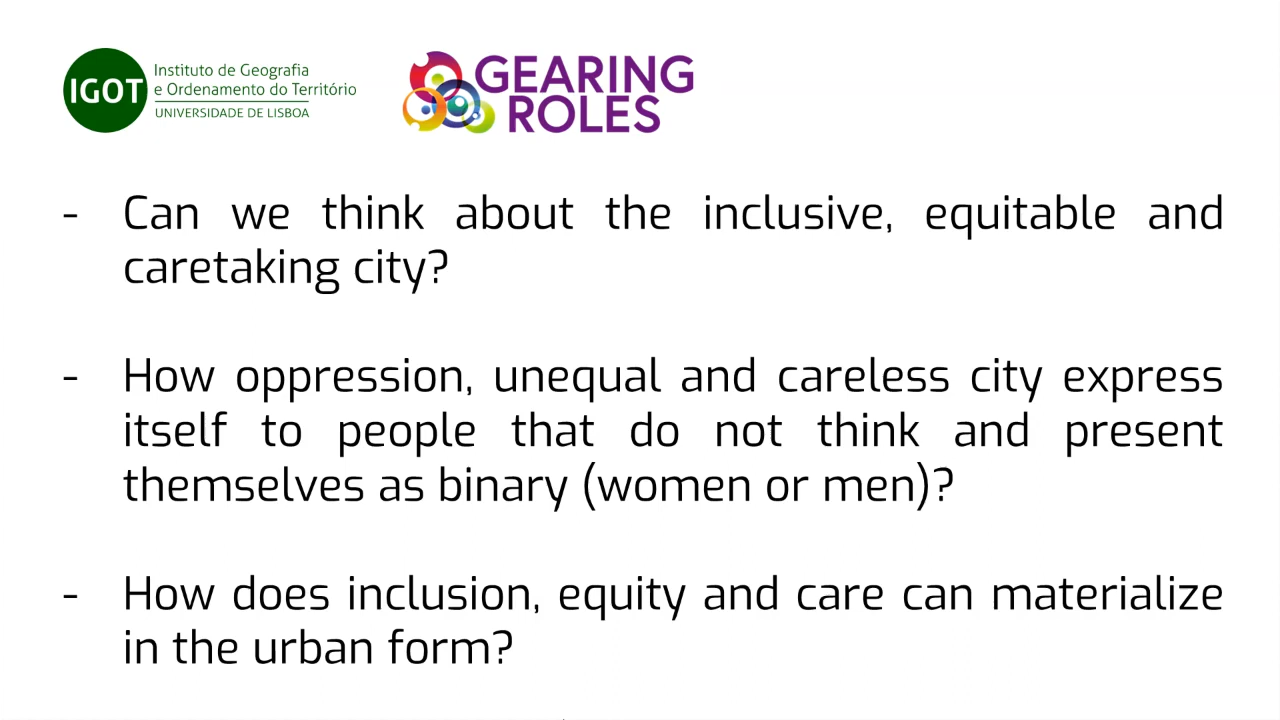 IGOT
Instituto de Geografia
e Ordenamento do Território
UNIVERSIDADE DE LISBOA
GEARING
ROLES
- Can we think about the inclusive, equitable and
caretaking city?
- How oppression, unequal and careless city express
itself to people that do not think and present
themselves as binary (women or men)?
- How does inclusion, equity and care can materialize
in the urban form?